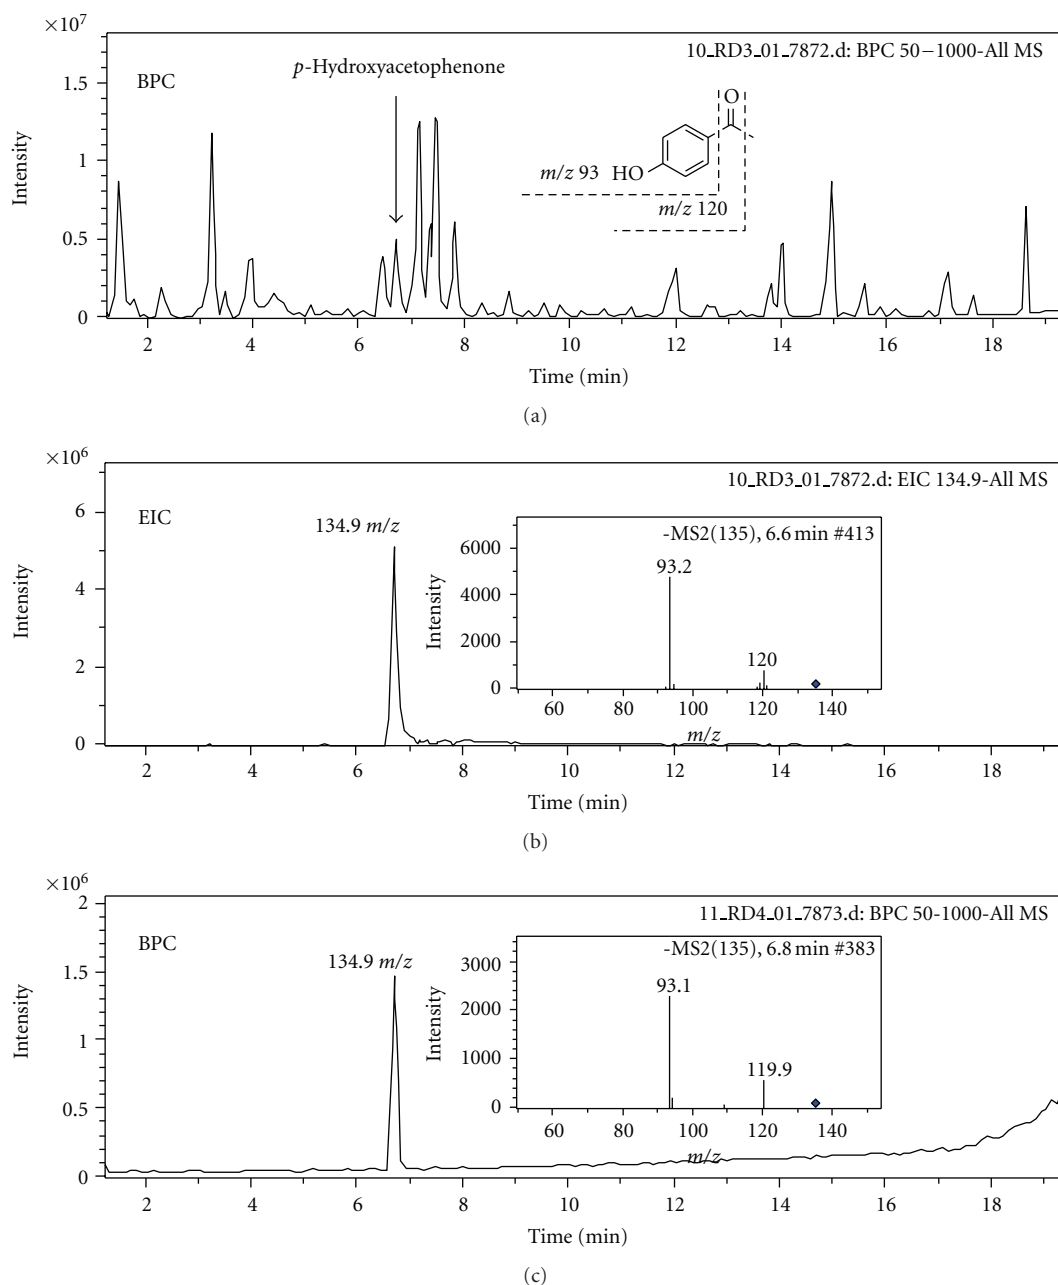 ×10⁷
10_RD3_01_7872.d: BPC 50−1000-All MS
p-Hydroxyacetophenone
BPC
O
HO
m/z 93
m/z 120
Intensity
1.5
1
0.5
0
2 4 6 8 10 12 14 16 18
Time (min)
(a)
×10⁶
10_RD3_01_7872.d: EIC 134.9-All MS
EIC
134.9 m/z
-MS2(135), 6.6 min #413
93.2
120
Intensity
6000
4000
2000
0
60 80 100 120 140
m/z
Intensity
6
4
2
0
2 4 6 8 10 12 14 16 18
Time (min)
(b)
×10⁶
11_RD4_01_7873.d: BPC 50-1000-All MS
BPC
134.9 m/z
-MS2(135), 6.8 min #383
93.1
119.9
Intensity
3000
2000
1000
0
60 80 100 120 140
m/z
Intensity
2
1.5
1
0.5
0
2 4 6 8 10 12 14 16 18
Time (min)
(c)